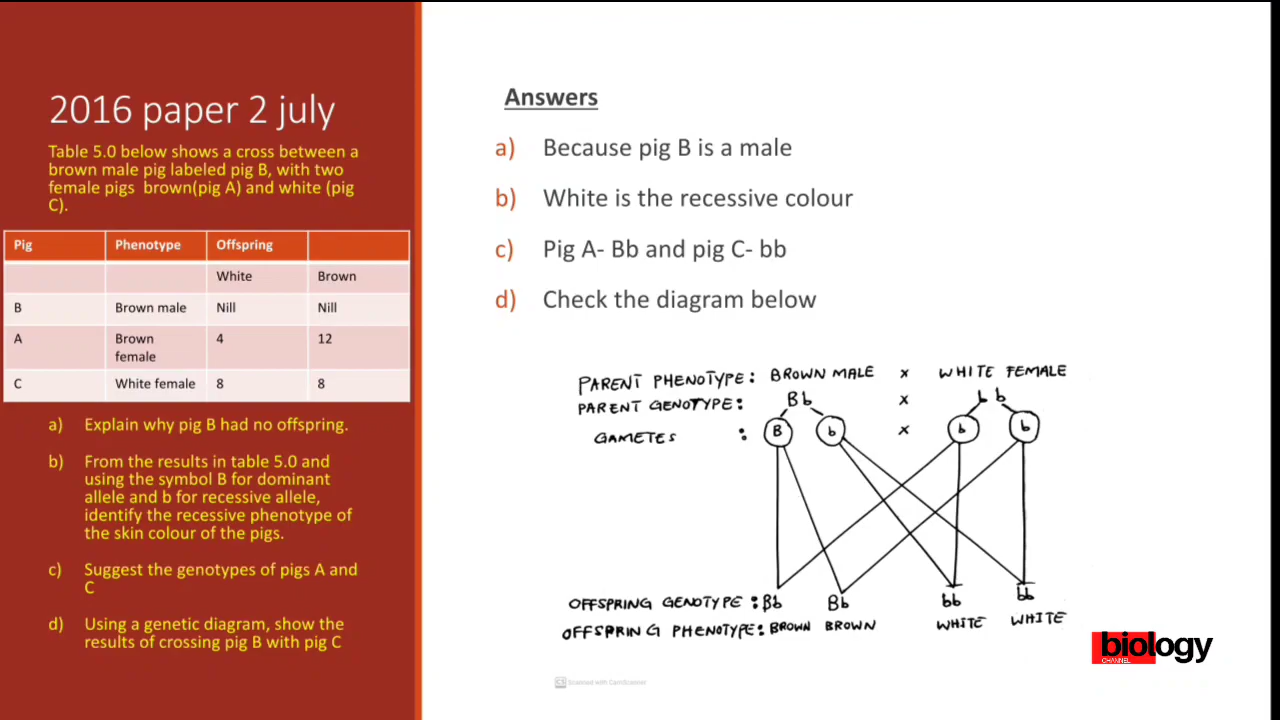 2016 paper 2 july
Table 5.0 below shows a cross between a
brown male pig labeled pig B, with two
female pigs brown(pig A) and white (pig
C).
Pig Phenotype Offspring
White Brown
B Brown male Nill Nill
A Brown female 4 12
C White female 8 8
a) Explain why pig B had no offspring.
b) From the results in table 5.0 and
using the symbol B for dominant
allele and b for recessive allele,
identify the recessive phenotype of
the skin colour of the pigs.
c) Suggest the genotypes of pigs A and
C
d) Using a genetic diagram, show the
results of crossing pig B with pig C
Answers
a) Because pig B is a male
b) White is the recessive colour
c) Pig A- Bb and pig C- bb
d) Check the diagram below
PARENT PHENOTYPE: BROWN MALE x WHITE FEMALE
PARENT GENOTYPE: Bb x bb
GAMETES : B b x b b
OFFSPRING GENOTYPE : Bb Bb bb bb
OFFSPRING PHENOTYPE: BROWN BROWN WHITE WHITE
biology
CHANNEL
CS Scanned with CamScanner